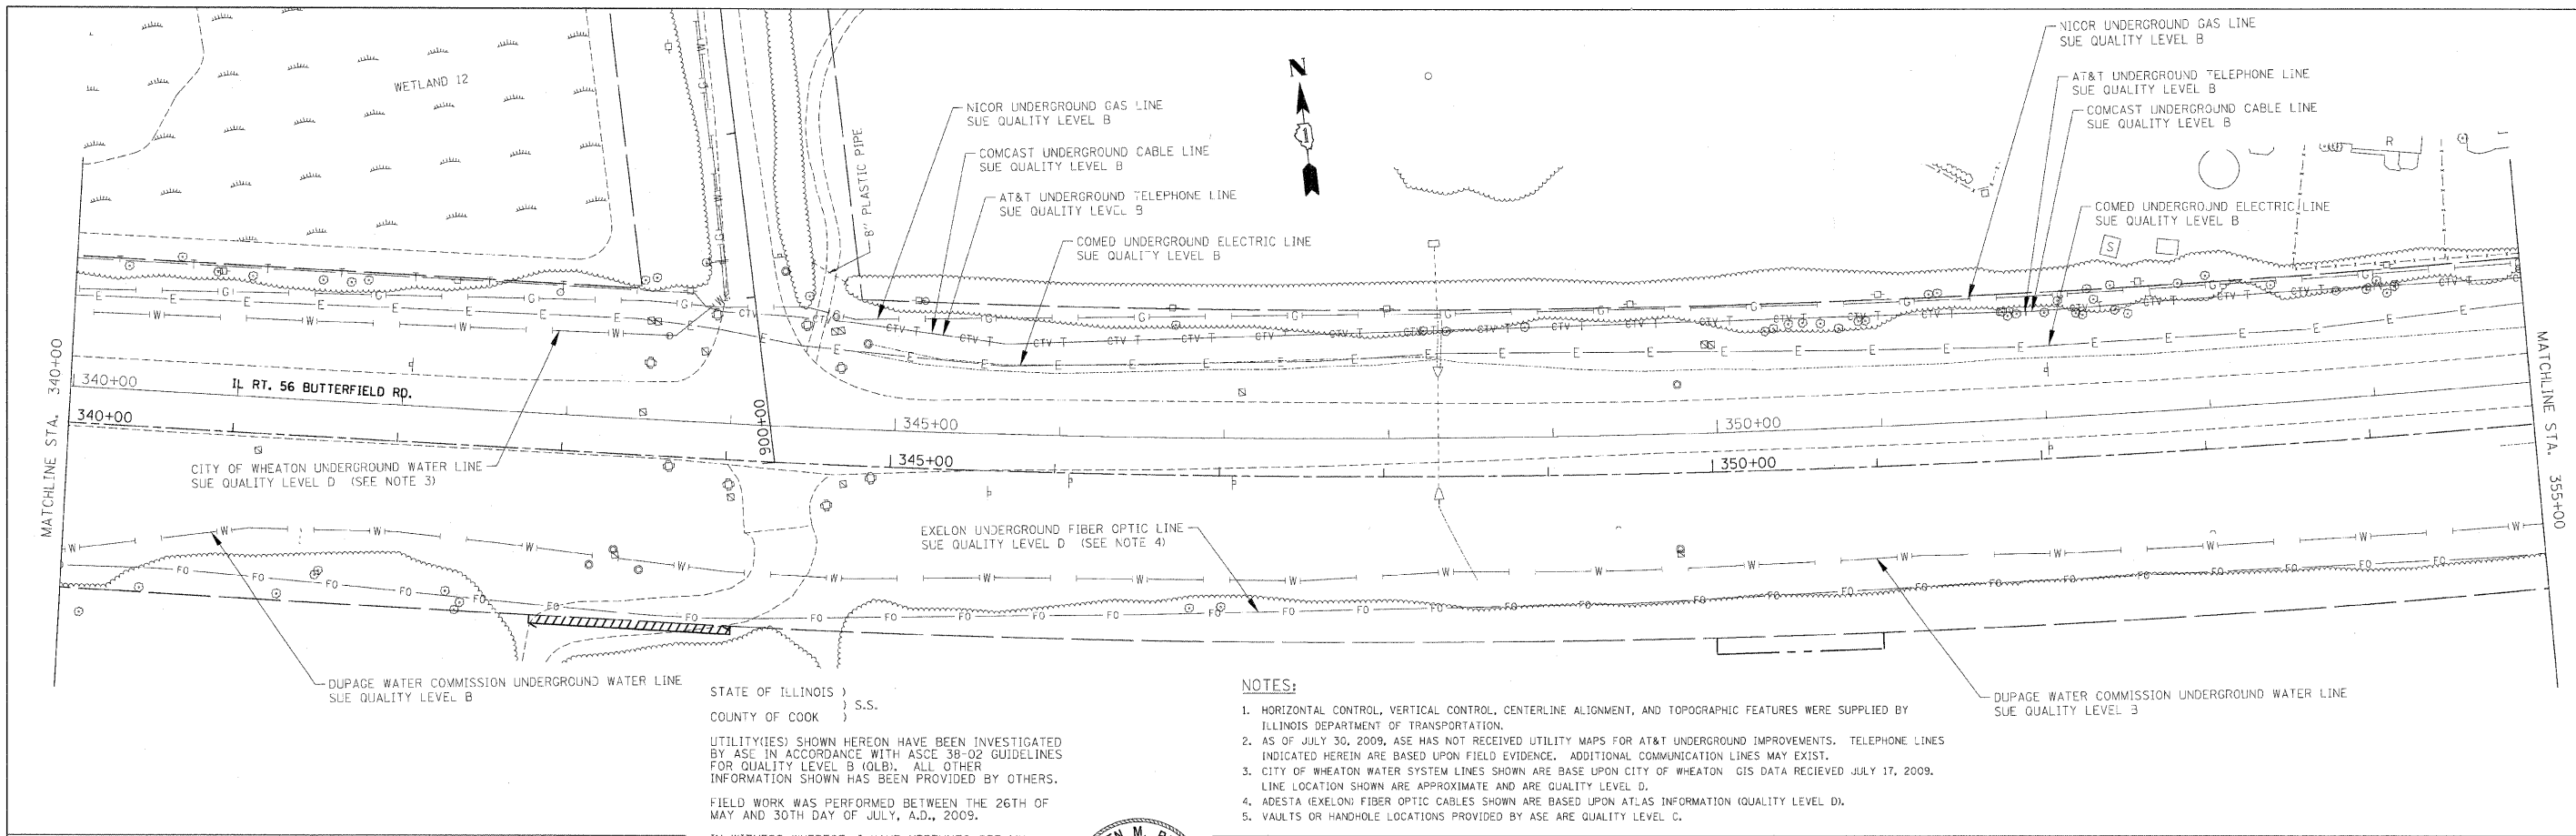 WETLAND 12
NICOR UNDERGROUND GAS LINE
SUE QUALITY LEVEL B
COMCAST UNDERGROUND CABLE LINE
SUE QUALITY LEVEL B
AT&T UNDERGROUND TELEPHONE LINE
SUE QUALITY LEVEL B
COMED UNDERGROUND ELECTRIC LINE
SUE QUALITY LEVEL B
8" PLASTIC PIPE
N
NICOR UNDERGROUND GAS LINE
SUE QUALITY LEVEL B
AT&T UNDERGROUND TELEPHONE LINE
SUE QUALITY LEVEL B
COMCAST UNDERGROUND CABLE LINE
SUE QUALITY LEVEL B
COMED UNDERGROUND ELECTRIC LINE
SUE QUALITY LEVEL B
R
S
MATCHLINE STA. 340+00
340+00
IL RT. 56 BUTTERFIELD RD.
340+00
900+00
345+00
345+00
350+00
350+00
MATCHLINE STA. 355+00
CITY OF WHEATON UNDERGROUND WATER LINE
SUE QUALITY LEVEL D (SEE NOTE 3)
EXELON UNDERGROUND FIBER OPTIC LINE
SUE QUALITY LEVEL D (SEE NOTE 4)
DUPAGE WATER COMMISSION UNDERGROUND WATER LINE
SUE QUALITY LEVEL B
DUPAGE WATER COMMISSION UNDERGROUND WATER LINE
SUE QUALITY LEVEL B
STATE OF ILLINOIS )
) S.S.
COUNTY OF COOK )
UTILITY(IES) SHOWN HEREON HAVE BEEN INVESTIGATED
BY ASE IN ACCORDANCE WITH ASCE 38-02 GUIDELINES
FOR QUALITY LEVEL B (QLB). ALL OTHER
INFORMATION SHOWN HAS BEEN PROVIDED BY OTHERS.
FIELD WORK WAS PERFORMED BETWEEN THE 26TH OF
MAY AND 30TH DAY OF JULY, A.D., 2009.
NOTES:
1. HORIZONTAL CONTROL, VERTICAL CONTROL, CENTERLINE ALIGNMENT, AND TOPOGRAPHIC FEATURES WERE SUPPLIED BY
ILLINOIS DEPARTMENT OF TRANSPORTATION.
2. AS OF JULY 30, 2009, ASE HAS NOT RECEIVED UTILITY MAPS FOR AT&T UNDERGROUND IMPROVEMENTS. TELEPHONE LINES
INDICATED HEREIN ARE BASED UPON FIELD EVIDENCE. ADDITIONAL COMMUNICATION LINES MAY EXIST.
3. CITY OF WHEATON WATER SYSTEM LINES SHOWN ARE BASE UPON CITY OF WHEATON GIS DATA RECIEVED JULY 17, 2009.
LINE LOCATION SHOWN ARE APPROXIMATE AND ARE QUALITY LEVEL D.
4. ADESTA (EXELON) FIBER OPTIC CABLES SHOWN ARE BASED UPON ATLAS INFORMATION (QUALITY LEVEL D).
5. VAULTS OR HANDHOLE LOCATIONS PROVIDED BY ASE ARE QUALITY LEVEL C.